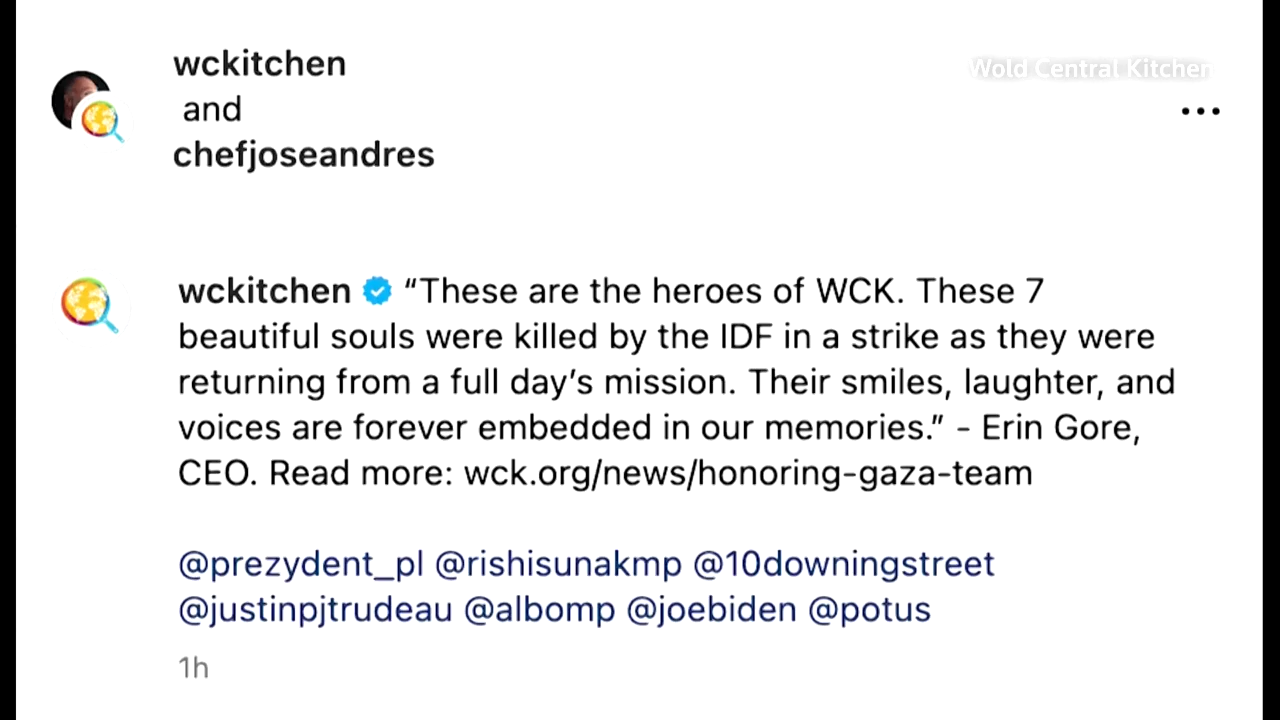 wckitchen
Wold Central Kitchen
and
chefjoseandres
wckitchen “These are the heroes of WCK. These 7
beautiful souls were killed by the IDF in a strike as they were
returning from a full day’s mission. Their smiles, laughter, and
voices are forever embedded in our memories.” - Erin Gore,
CEO. Read more: wck.org/news/honoring-gaza-team
@prezydent_pl @rishisunakmp @10downingstreet
@justinpjtrudeau @albomp @joebiden @potus
1h